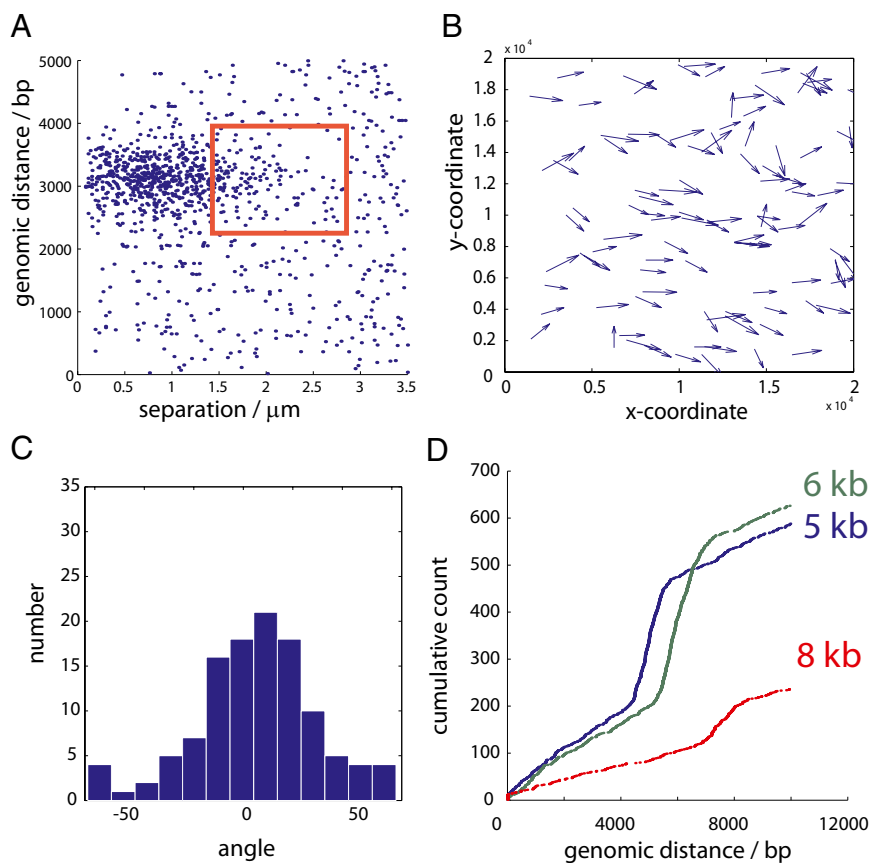 A
genomic distance / bp
5000
4000
3000
2000
1000
0
0 0.5 1 1.5 2 2.5 3 3.5
separation / μm
B
x 10⁴
y-coordinate
2
1.8
1.6
1.4
1.2
1
0.8
0.6
0.4
0.2
0
0 0.5 1 1.5 2
x 10⁴
x-coordinate
C
number
35
30
25
20
15
10
5
0
-50 0 50
angle
D
cumulative count
700
600
500
400
300
200
100
0
6 kb
5 kb
8 kb
0 4000 8000 12000
genomic distance / bp